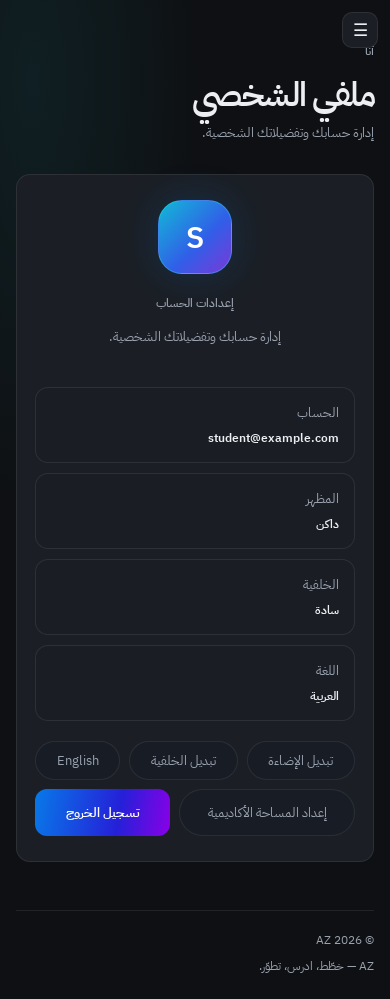 أنا
ملفي الشخصي
إدارة حسابك وتفضيلاتك الشخصية.
S
إعدادات الحساب
إدارة حسابك وتفضيلاتك الشخصية.
الحساب
student@example.com
المظهر
داكن
الخلفية
سادة
اللغة
العربية
تبديل الإضاءة
تبديل الخلفية
English
إعداد المساحة الأكاديمية
تسجيل الخروج
© 2026 AZ
AZ — خطّط، ادرس، تطوّر.